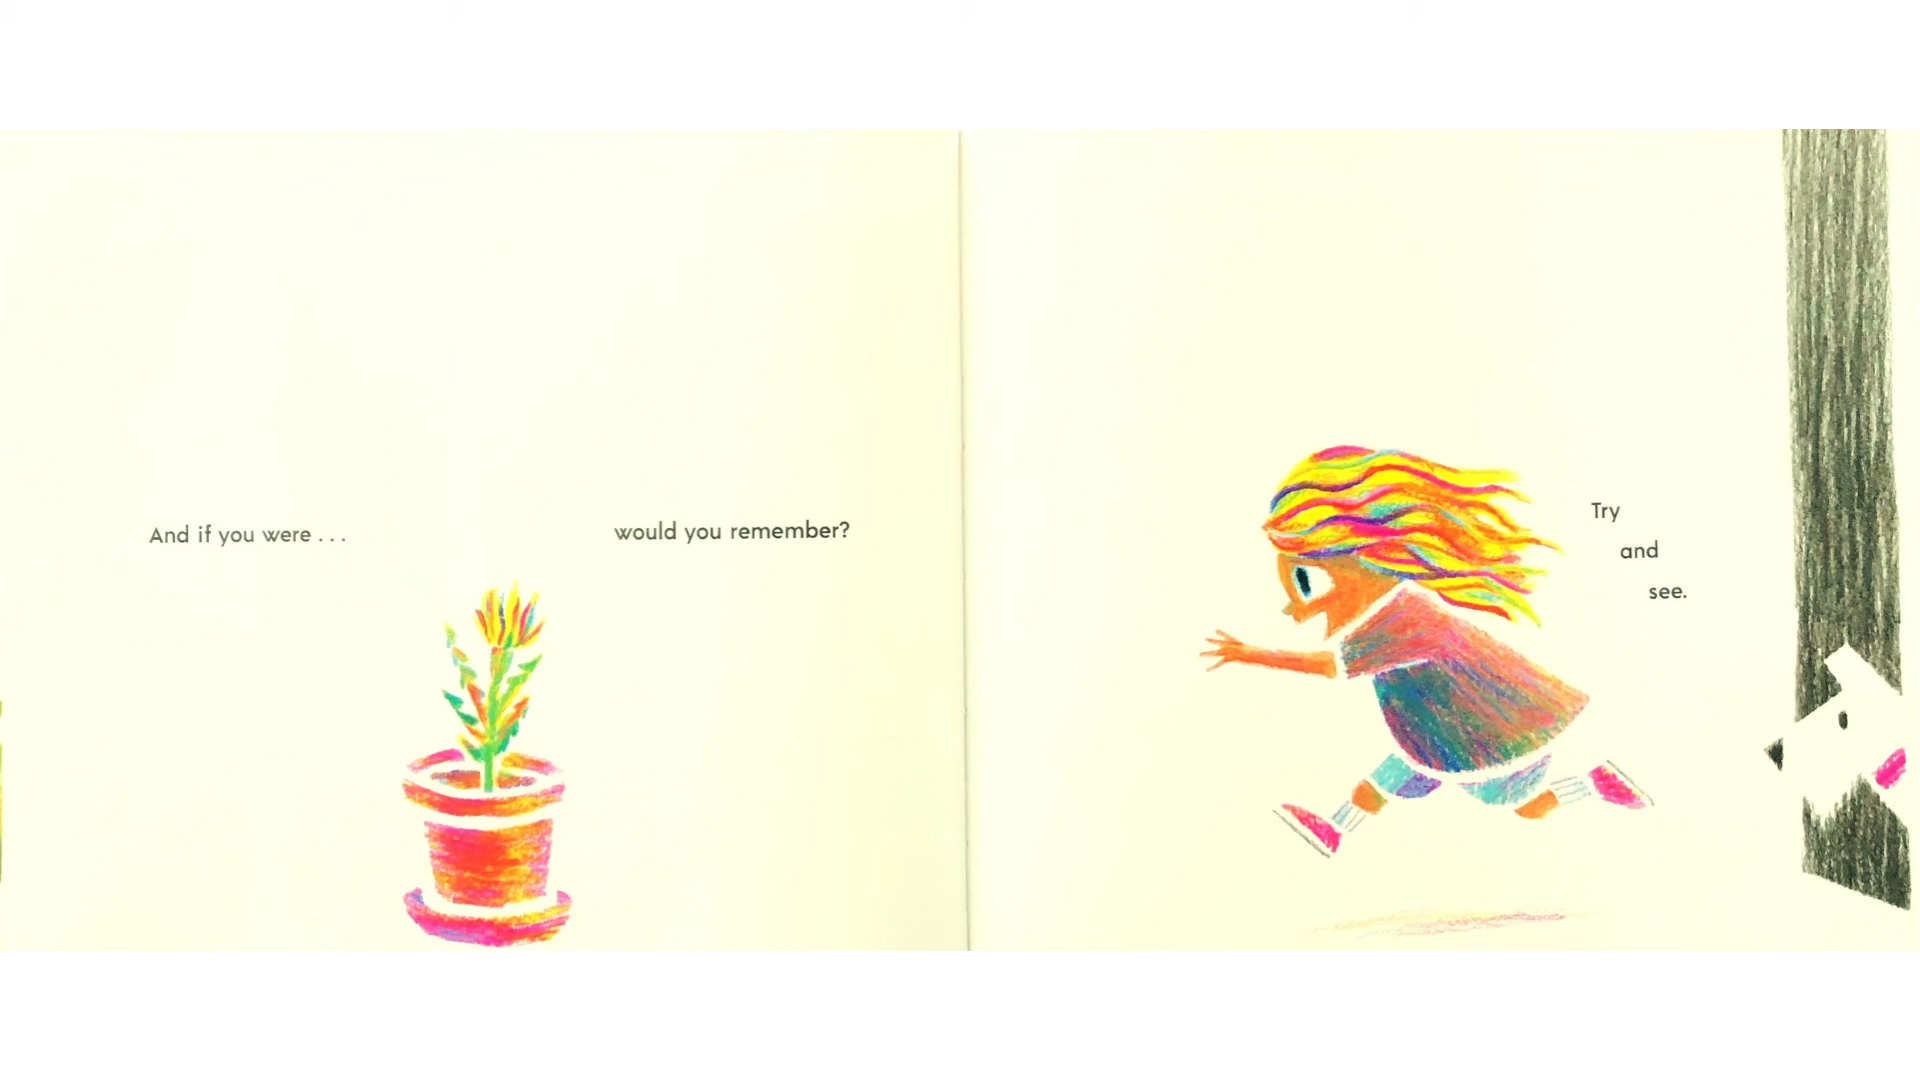 And if you were . . .
would you remember?
Try
and
see.